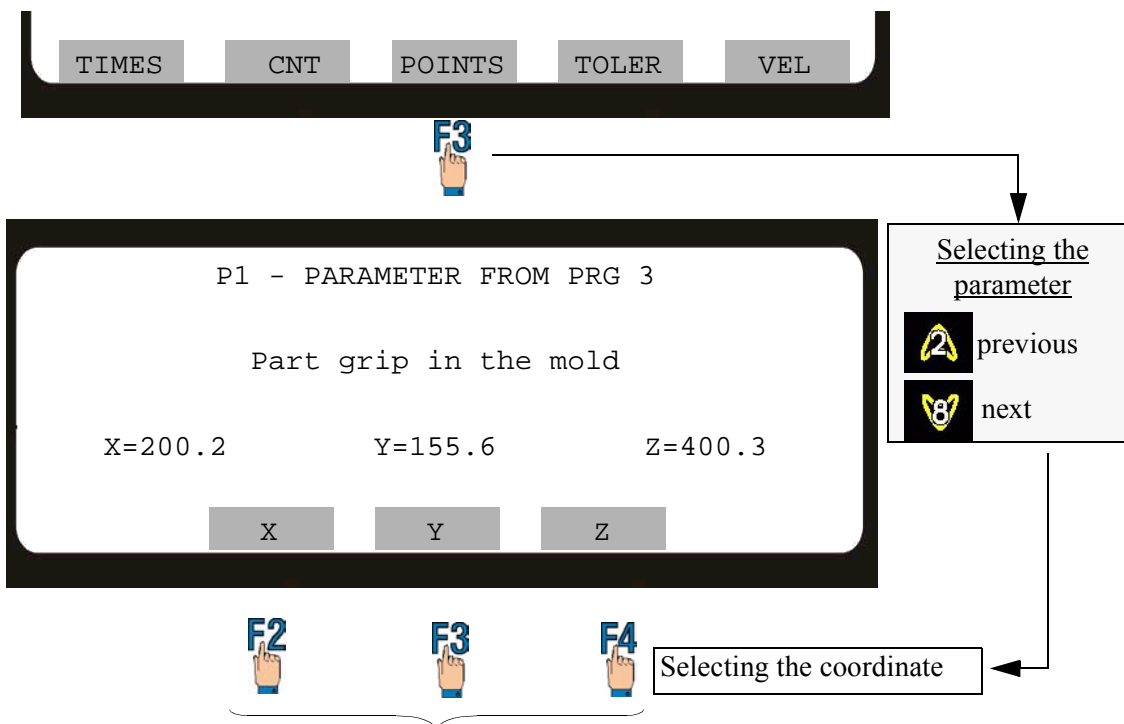 TIMES CNT POINTS TOLER VEL
F3
P1 - PARAMETER FROM PRG 3
Part grip in the mold
X=200.2 Y=155.6 Z=400.3
X Y Z
Selecting the
parameter
2 previous
8 next
F2 F3 F4
Selecting the coordinate